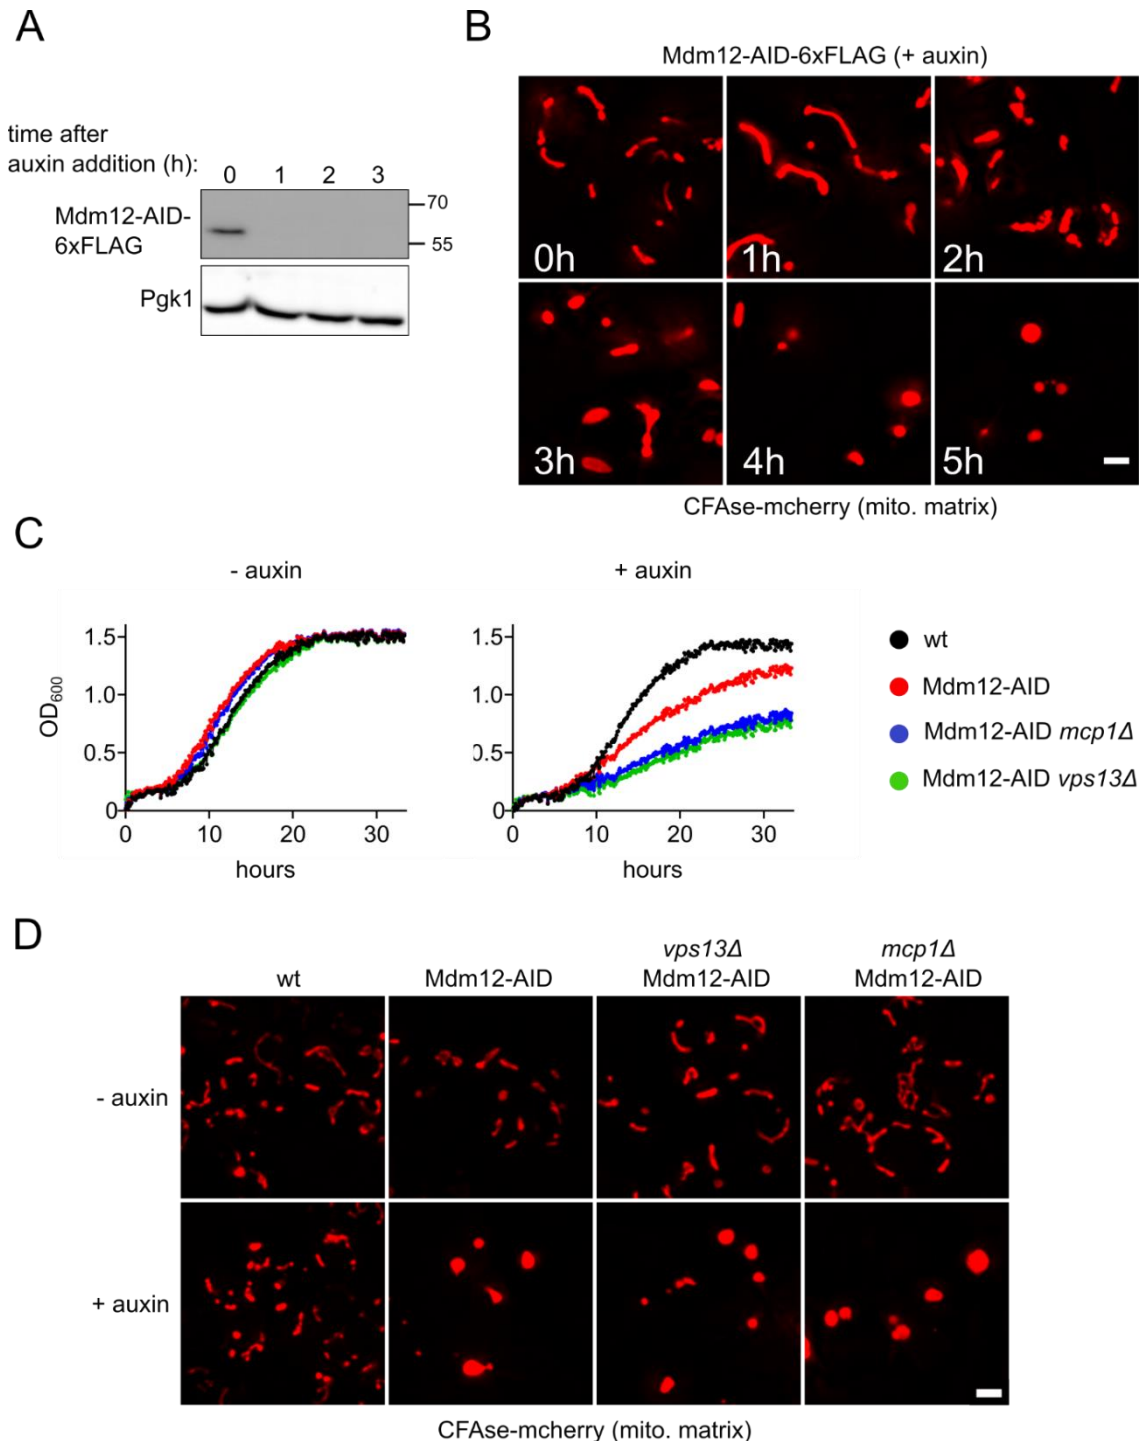 A
time after
auxin addition (h):
0 1 2 3
Mdm12-AID-
6xFLAG
70
55
Pgk1
B
Mdm12-AID-6xFLAG (+ auxin)
0h
1h
2h
3h
4h
5h
CFAse-mcherry (mito. matrix)
C
- auxin
+ auxin
OD600
1.5
1.0
0.5
0
0 10 20 30
hours
1.5
1.0
0.5
0
0 10 20 30
hours
wt
Mdm12-AID
Mdm12-AID mcp1Δ
Mdm12-AID vps13Δ
D
wt
Mdm12-AID
vps13Δ
Mdm12-AID
mcp1Δ
Mdm12-AID
- auxin
+ auxin
CFAse-mcherry (mito. matrix)